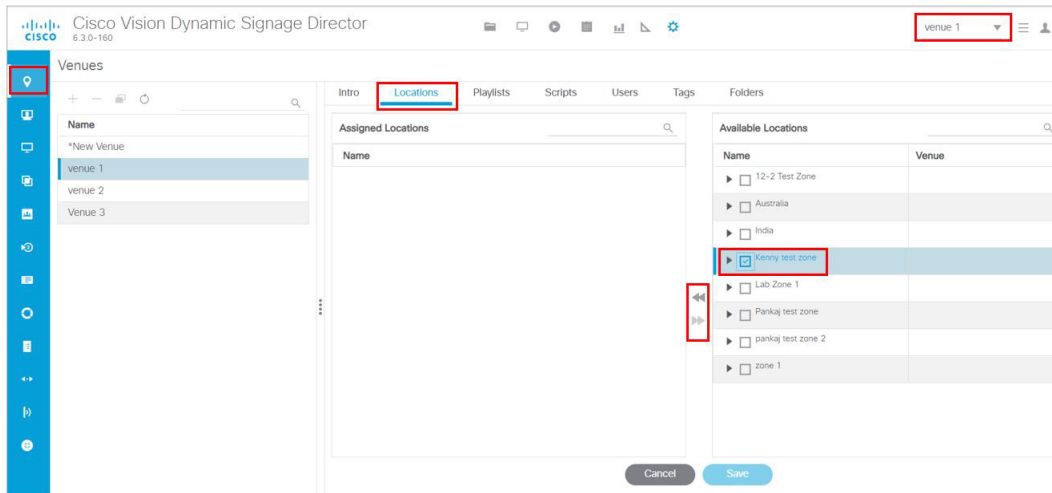 CISCO
Cisco Vision Dynamic Signage Director
6.3.0-160
venue 1
Venues
Intro Locations Playlists Scripts Users Tags Folders
Name
*New Venue
venue 1
venue 2
Venue 3
Assigned Locations
Name
Available Locations
Name Venue
12-2 Test Zone
Australia
India
Kenny test zone
Lab Zone 1
Pankaj test zone
pankaj test zone 2
zone 1
Cancel Save